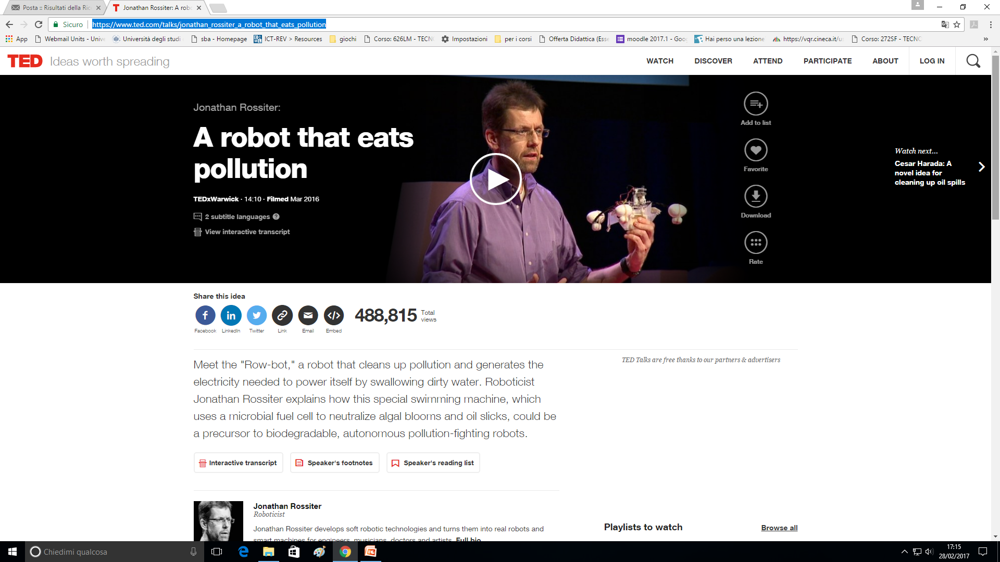 Posta :: Risultati della Ric
Jonathan Rossiter: A rob
Sicuro
https://www.ted.com/talks/jonathan_rossiter_a_robot_that_eats_pollution
App
Webmail Units - Unive
Università degli studi
sba - Homepage
ICT-REV > Resources
giochi
Corso: 626LM - TECN
Impostazioni
per i corsi
Offerta Didattica (Esse
moodle 2017.1 - Goog
Hai perso una lezione
https://vqr.cineca.it/us
Corso: 272SF - TECNO
»
TED Ideas worth spreading
WATCH DISCOVER ATTEND PARTICIPATE ABOUT LOG IN
Jonathan Rossiter:
A robot that eats
pollution
TEDxWarwick · 14:10 · Filmed Mar 2016
2 subtitle languages ?
View interactive transcript
Add to list
Favorite
Download
Rate
Watch next...
Cesar Harada: A
novel idea for
cleaning up oil spills
Share this idea
Facebook
LinkedIn
Twitter
Link
Email
Embed
488,815 Total
views
Meet the "Row-bot," a robot that cleans up pollution and generates the
electricity needed to power itself by swallowing dirty water. Roboticist
Jonathan Rossiter explains how this special swimming machine, which
uses a microbial fuel cell to neutralize algal blooms and oil slicks, could be
a precursor to biodegradable, autonomous pollution-fighting robots.
TED Talks are free thanks to our partners & advertisers
Interactive transcript
Speaker's footnotes
Speaker's reading list
Jonathan Rossiter
Roboticist
Jonathan Rossiter develops soft robotic technologies and turns them into real robots and
smart machines for engineers, musicians, doctors and artists. Full bio
Playlists to watch
Browse all
Chiedimi qualcosa
17:15
28/02/2017